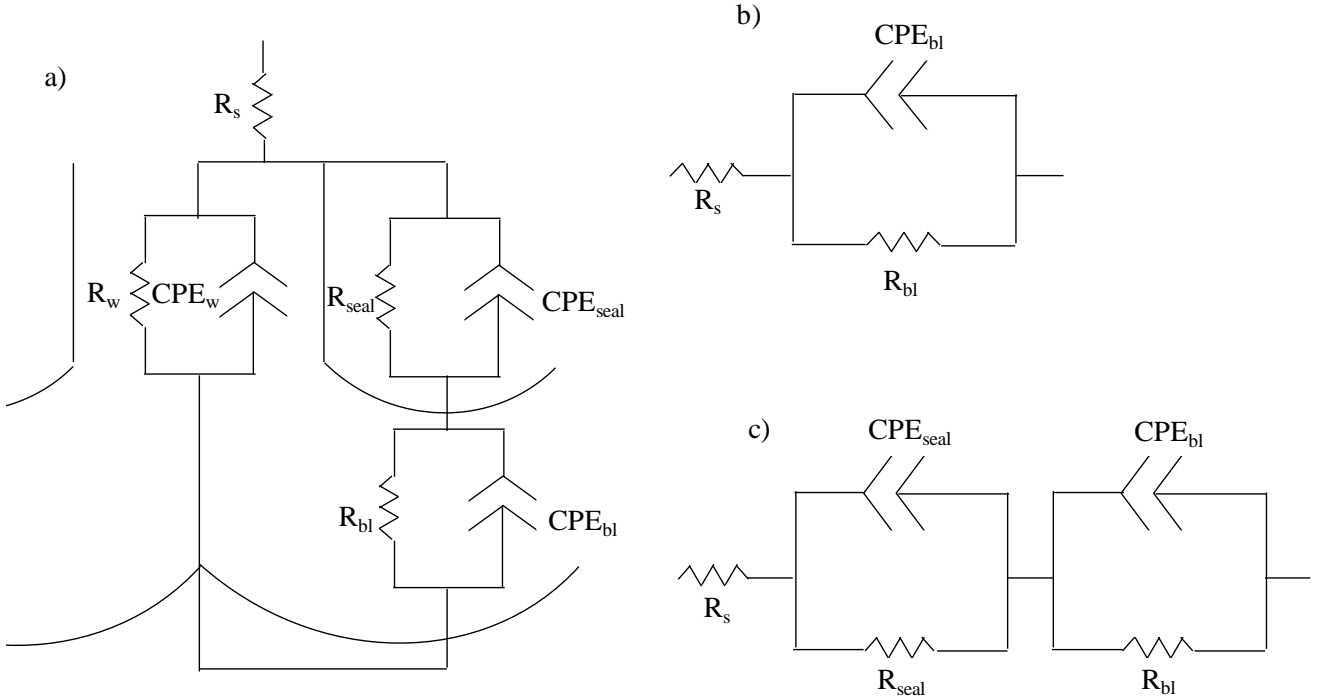 a)
R_s
R_w
CPE_w
R_seal
CPE_seal
R_bl
CPE_bl
b)
CPE_bl
R_s
R_bl
c)
CPE_seal
CPE_bl
R_s
R_seal
R_bl